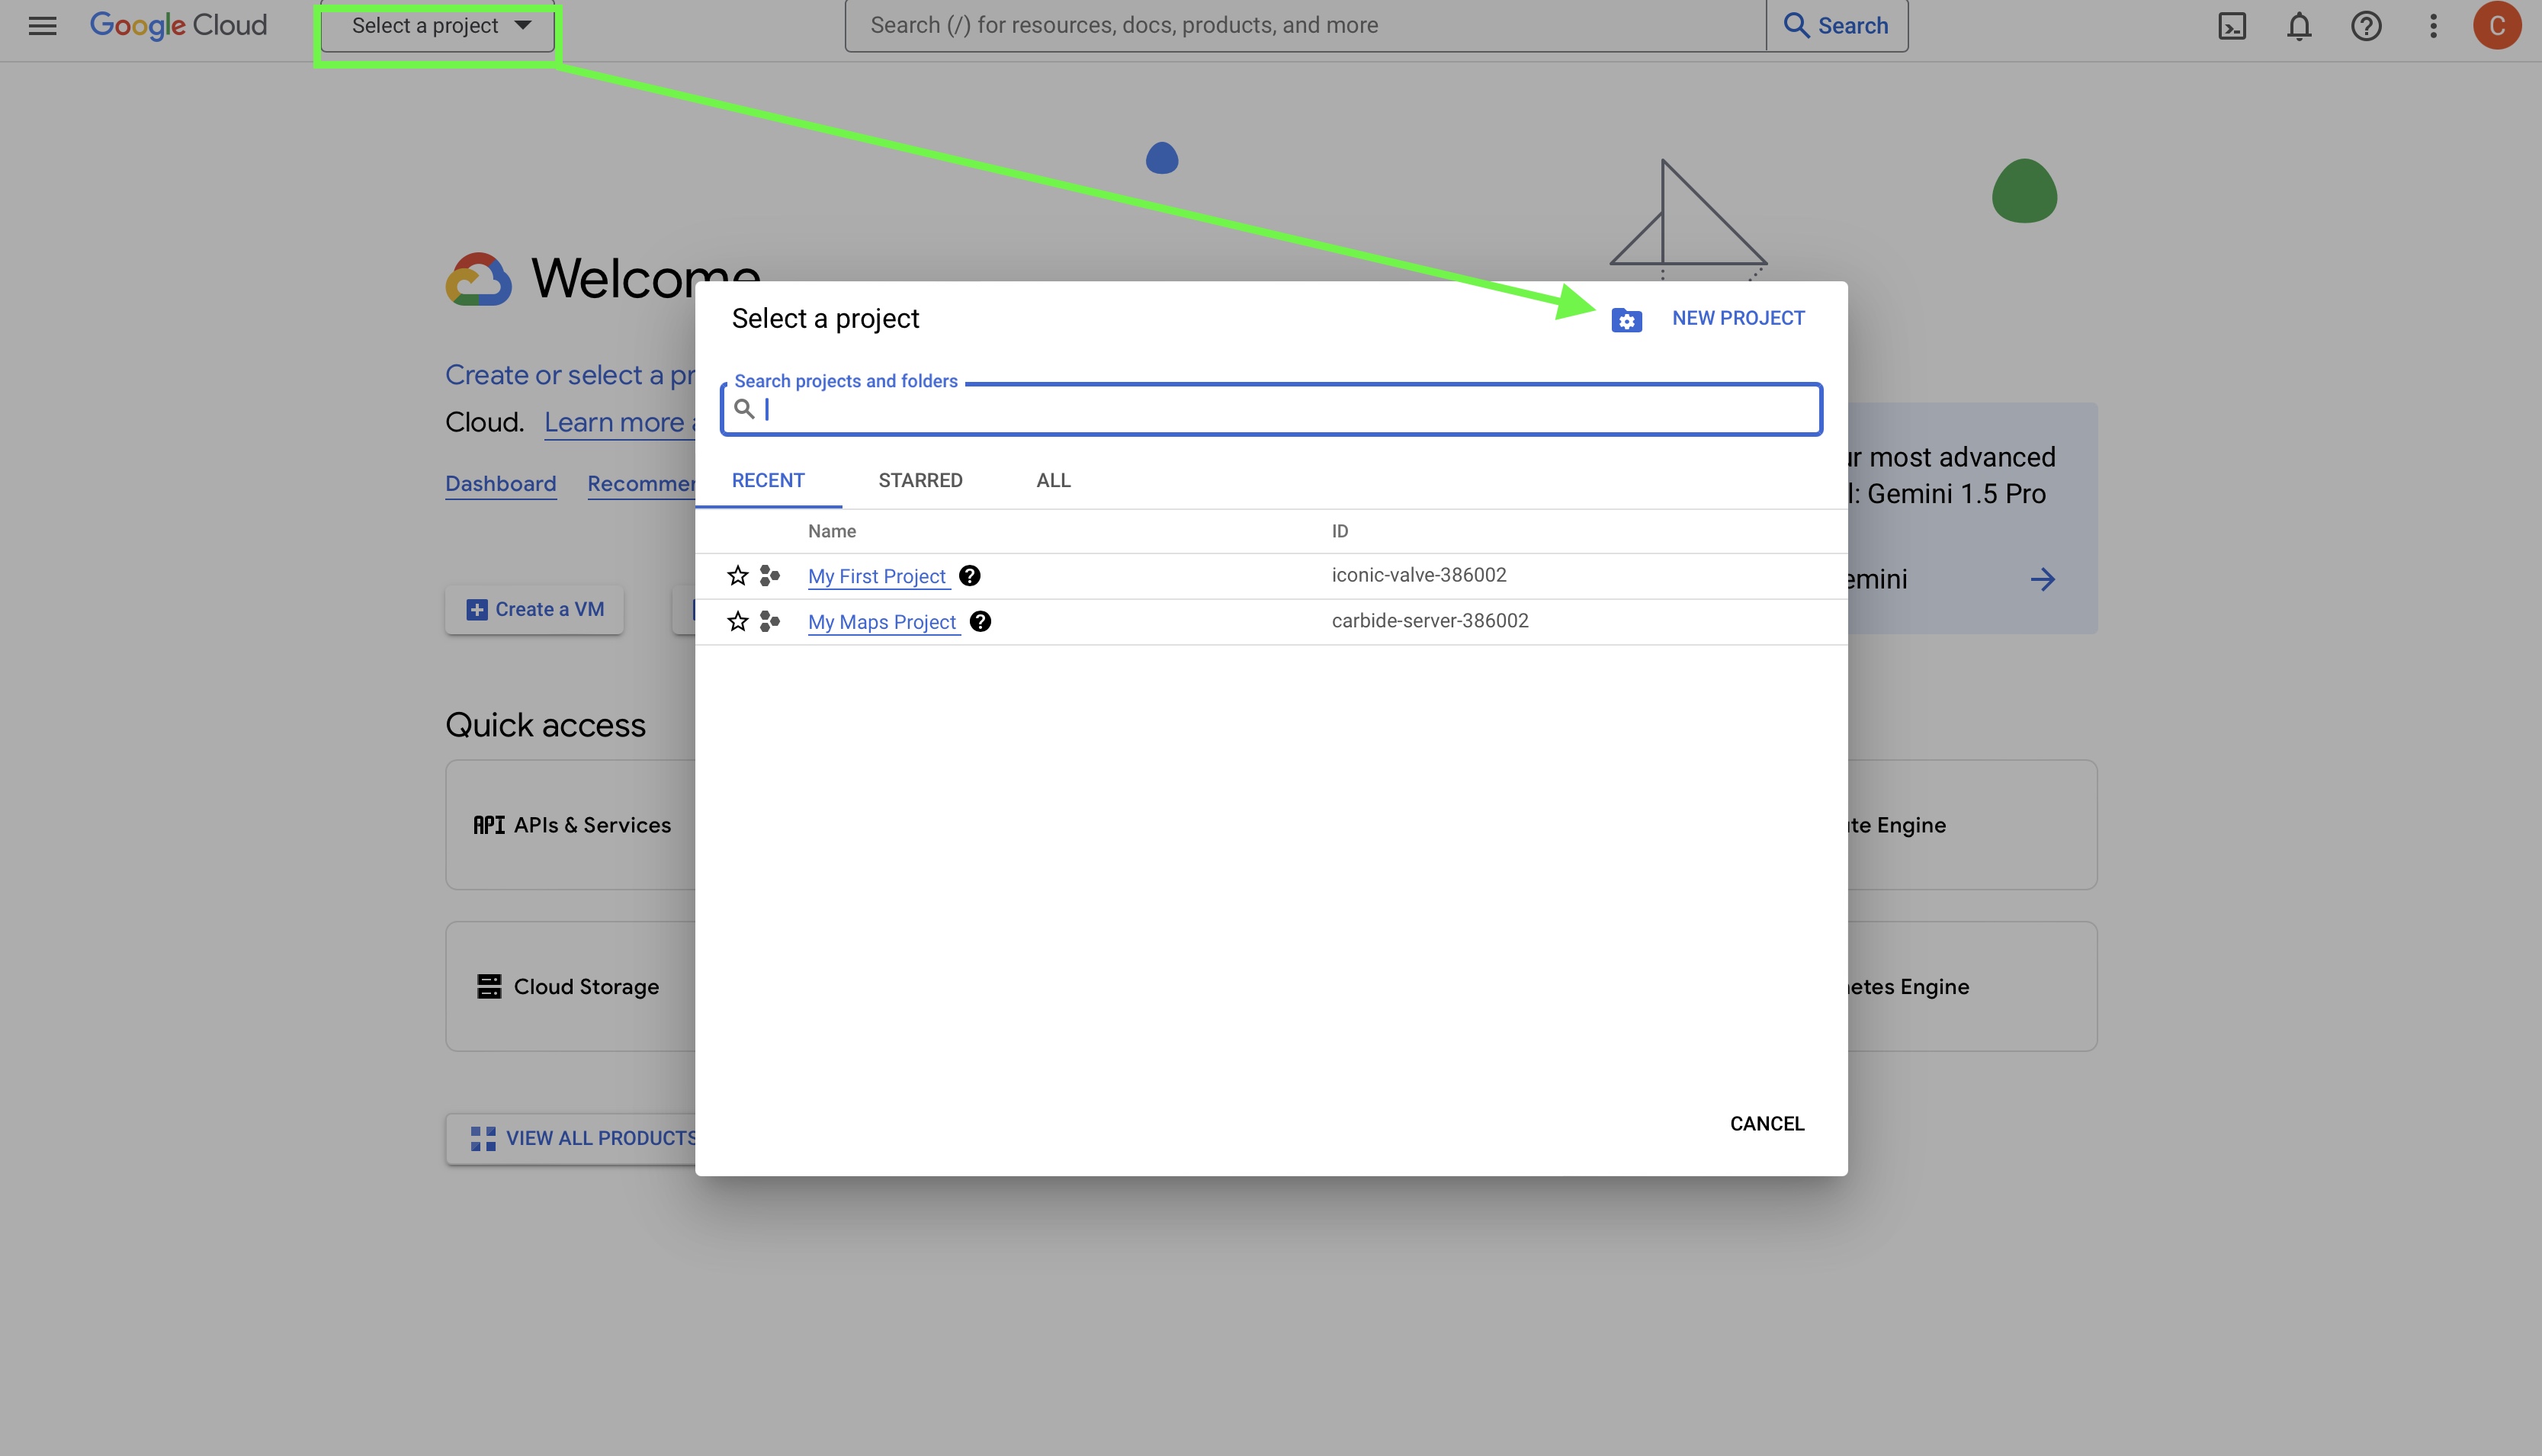 Google Cloud
Select a project
Search (/) for resources, docs, products, and more
Search
C
Welcome
Create or select a pr
Cloud. Learn more
Dashboard
Recommen
Create a VM
Select a project
NEW PROJECT
Search projects and folders
RECENT
STARRED
ALL
Name
ID
My First Project
iconic-valve-386002
My Maps Project
carbide-server-386002
CANCEL
ur most advanced
l: Gemini 1.5 Pro
emini
Quick access
API APIs & Services
te Engine
Cloud Storage
etes Engine
VIEW ALL PRODUCTS